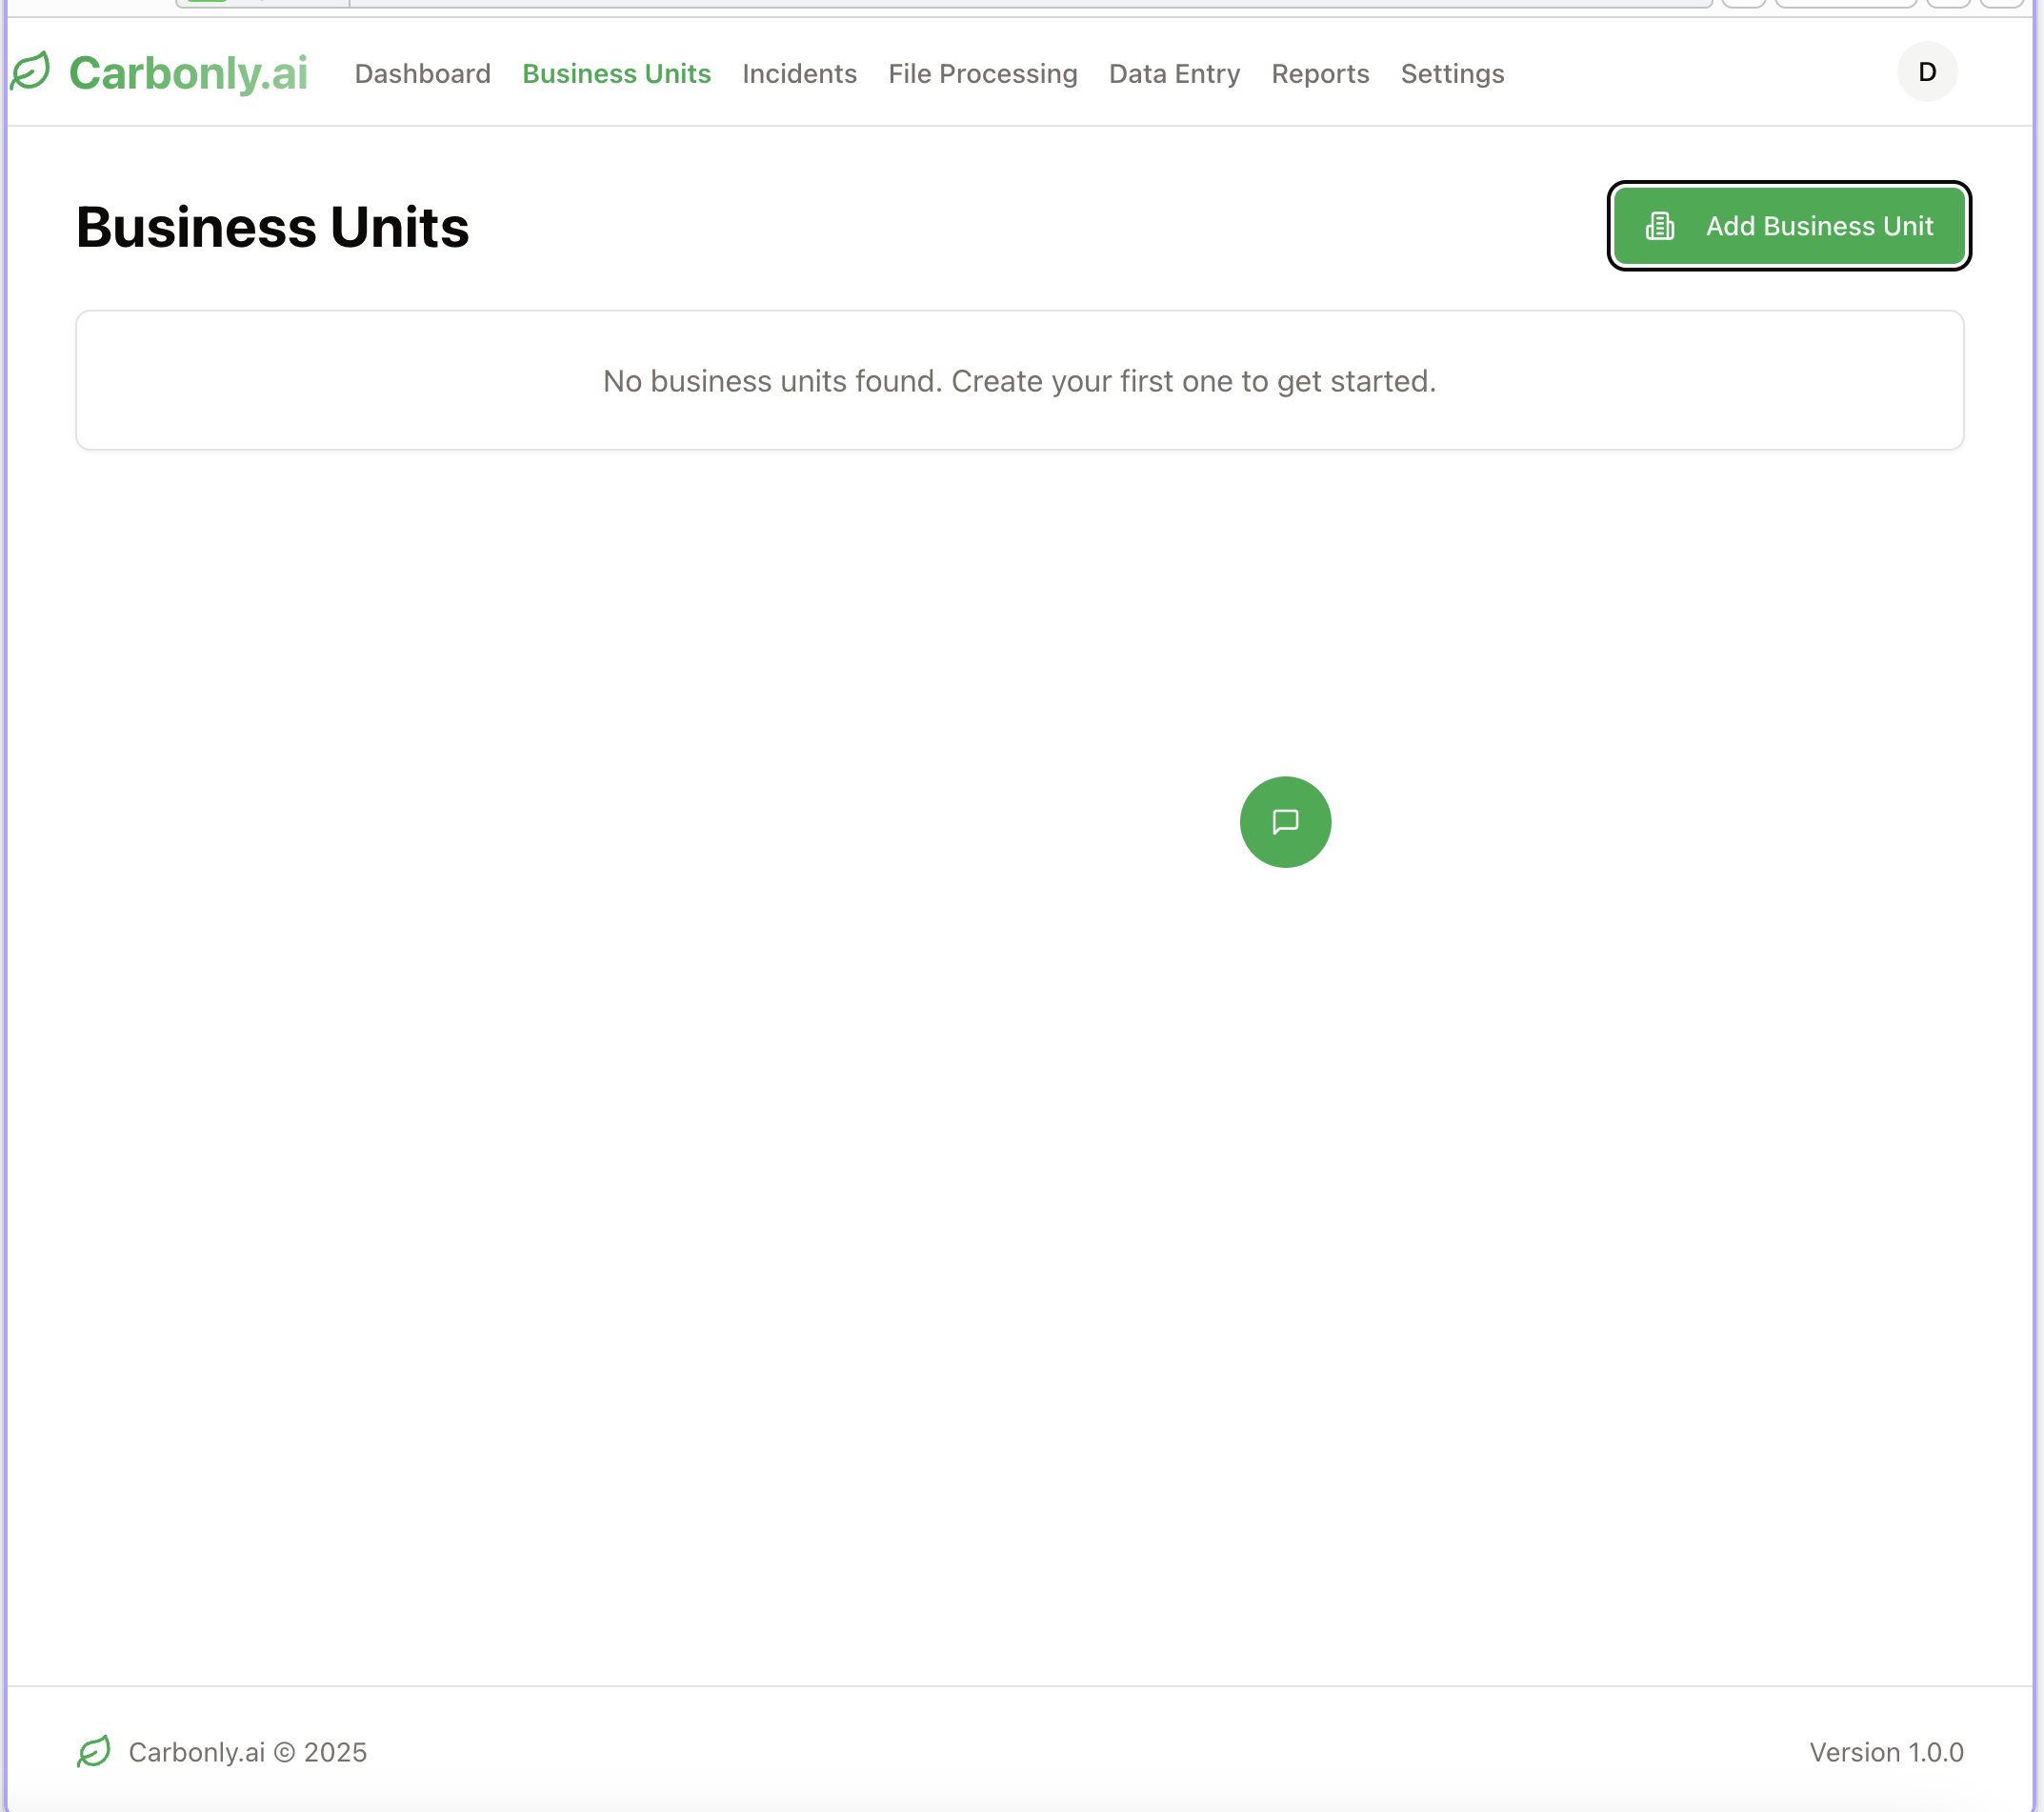 Carbonly.ai Dashboard Business Units Incidents File Processing Data Entry Reports Settings D
Business Units Add Business Unit
No business units found. Create your first one to get started.
Carbonly.ai © 2025 Version 1.0.0